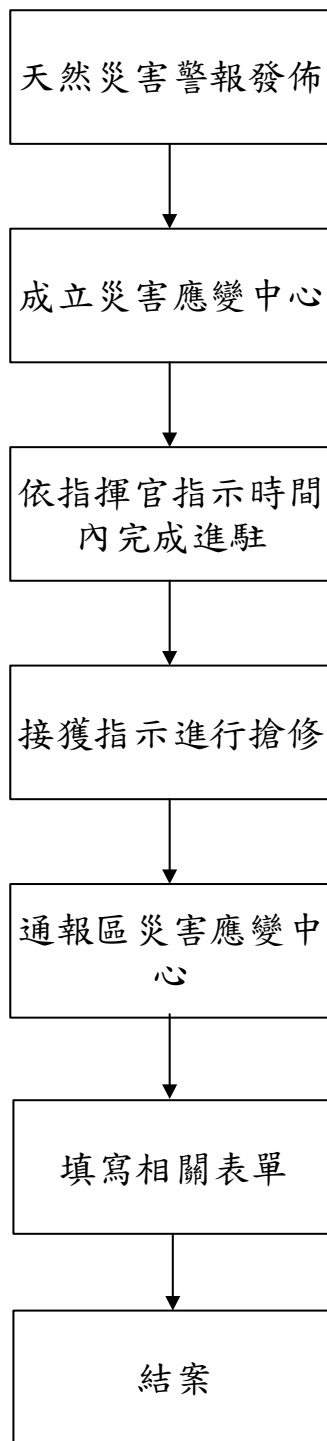 天然災害警報發佈
成立災害應變中心
依指揮官指示時間
內完成進駐
接獲指示進行搶修
通報區災害應變中
心
填寫相關表單
結案